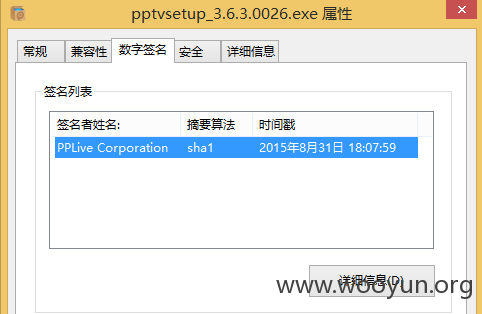 pptvsetup_3.6.3.0026.exe 属性
常规 兼容性 数字签名 安全 详细信息
签名列表
签名者姓名: 摘要算法 时间戳
PPLive Corporation sha1 2015年8月31日 18:07:59
详细信息(D)
www.wooyun.org